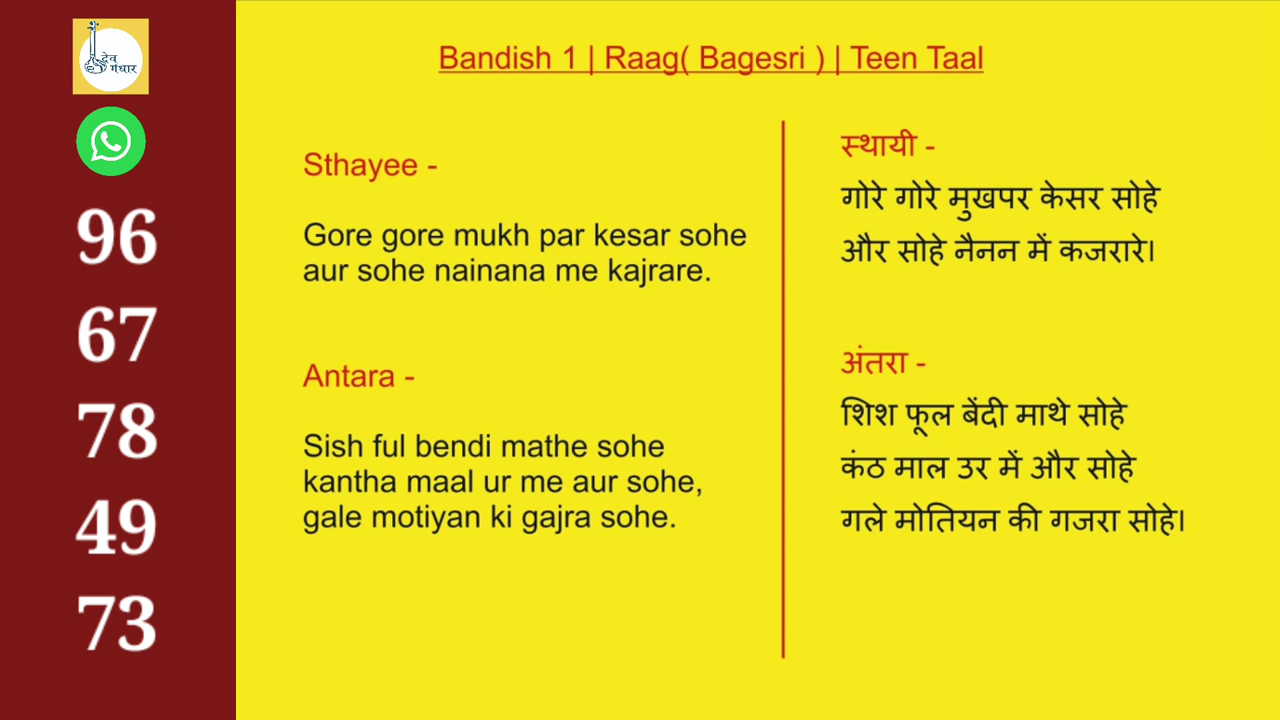 देव
गंधार
96
67
78
49
73
Bandish 1 | Raag( Bagesri ) | Teen Taal
Sthayee -
Gore gore mukh par kesar sohe
aur sohe nainana me kajrare.
Antara -
Sish ful bendi mathe sohe
kantha maal ur me aur sohe,
gale motiyan ki gajra sohe.
स्थायी -
गोरे गोरे मुखपर केसर सोहे
और सोहे नैनन में कजरारे।
अंतरा -
शिश फूल बेंदी माथे सोहे
कंठ माल उर में और सोहे
गले मोतियन की गजरा सोहे।